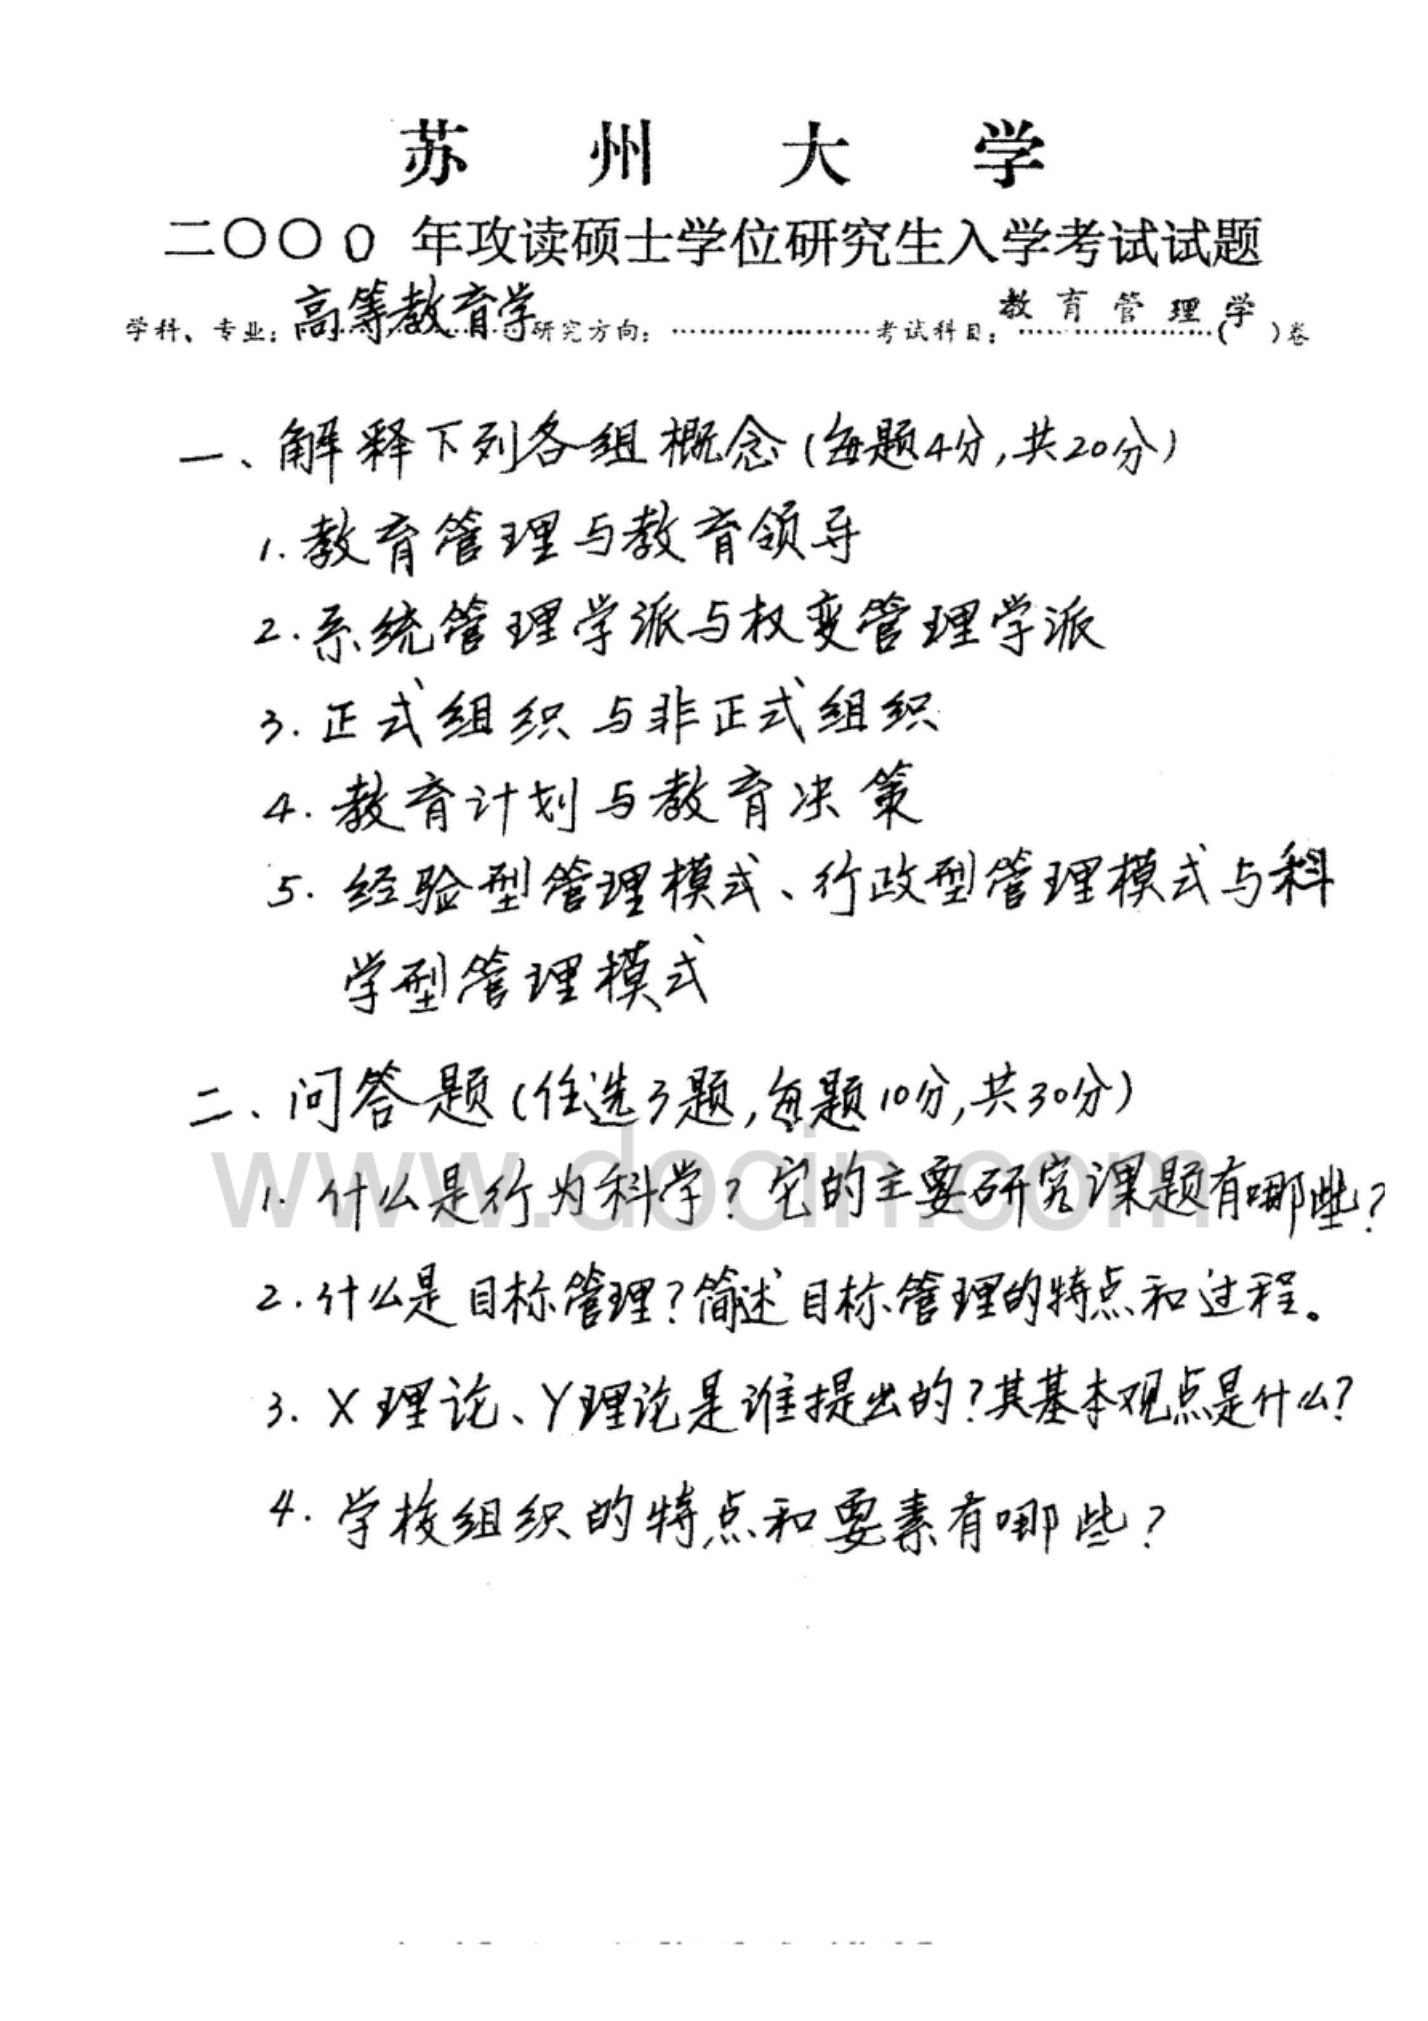 苏州大学
二〇〇0年攻读硕士学位研究生入学考试试题
学科、专业：高等教育学 研究方向：………………… 考试科目：教育管理学( )卷
一、解释下列各组概念(每题4分,共20分)
1.教育管理与教育领导
2.系统管理学派与权变管理学派
3.正式组织与非正式组织
4.教育计划与教育决策
5.经验型管理模式、行政型管理模式与科
学型管理模式
二、问答题(任选3题,每题10分,共30分)
www.docin.com
1.什么是行为科学?它的主要研究课题有哪些?
2.什么是目标管理?简述目标管理的特点和过程。
3.X理论、Y理论是谁提出的?其基本观点是什么?
4.学校组织的特点和要素有哪些?